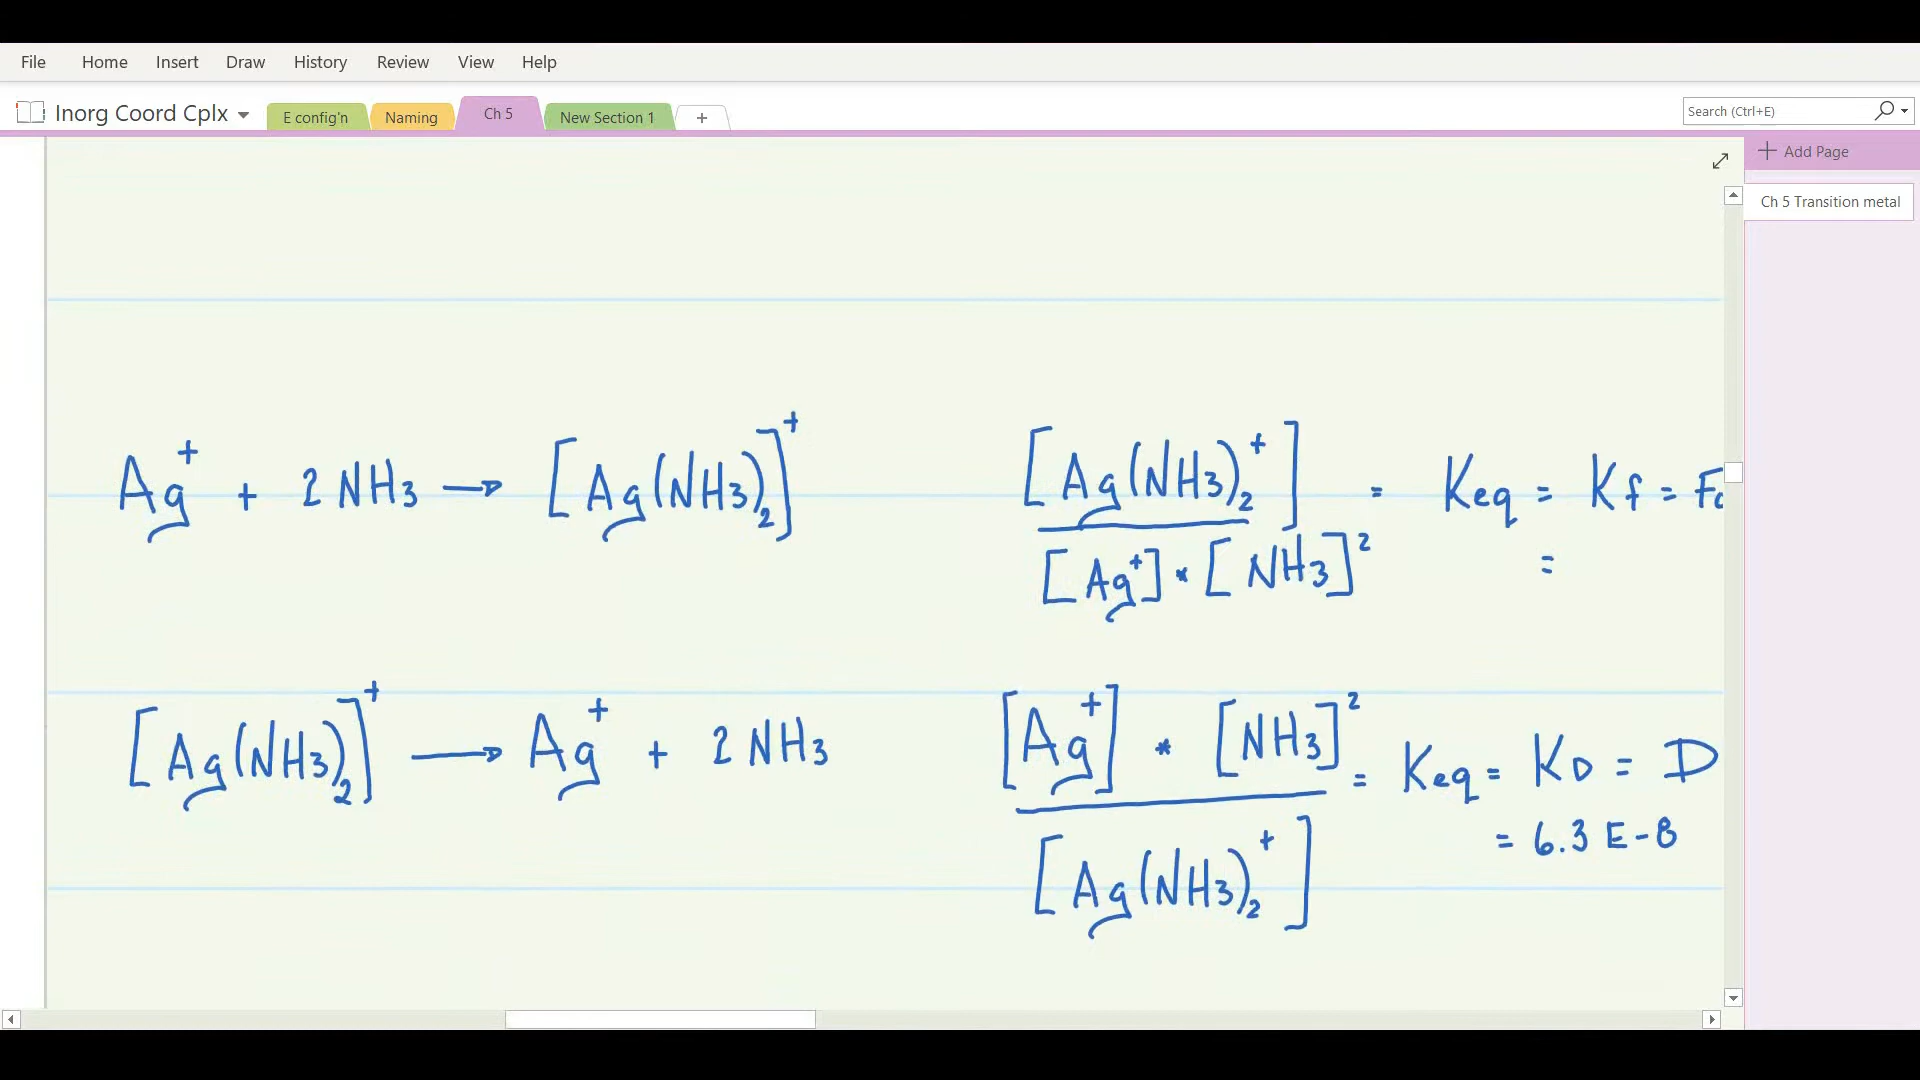 File Home Insert Draw History Review View Help
Inorg Coord Cplx E config'n Naming Ch 5 New Section 1 + Search (Ctrl+E)
Add Page
Ch 5 Transition metal
Ag⁺ + 2 NH3 → [Ag(NH3)₂]⁺
[Ag(NH3)₂⁺] / [Ag⁺] * [NH3]² = Keq = Kf = Fo
=
[Ag(NH3)₂]⁺ → Ag⁺ + 2 NH3
[Ag⁺] * [NH3]² / [Ag(NH3)₂⁺] = Keq = KD = D
= 6.3 E-8